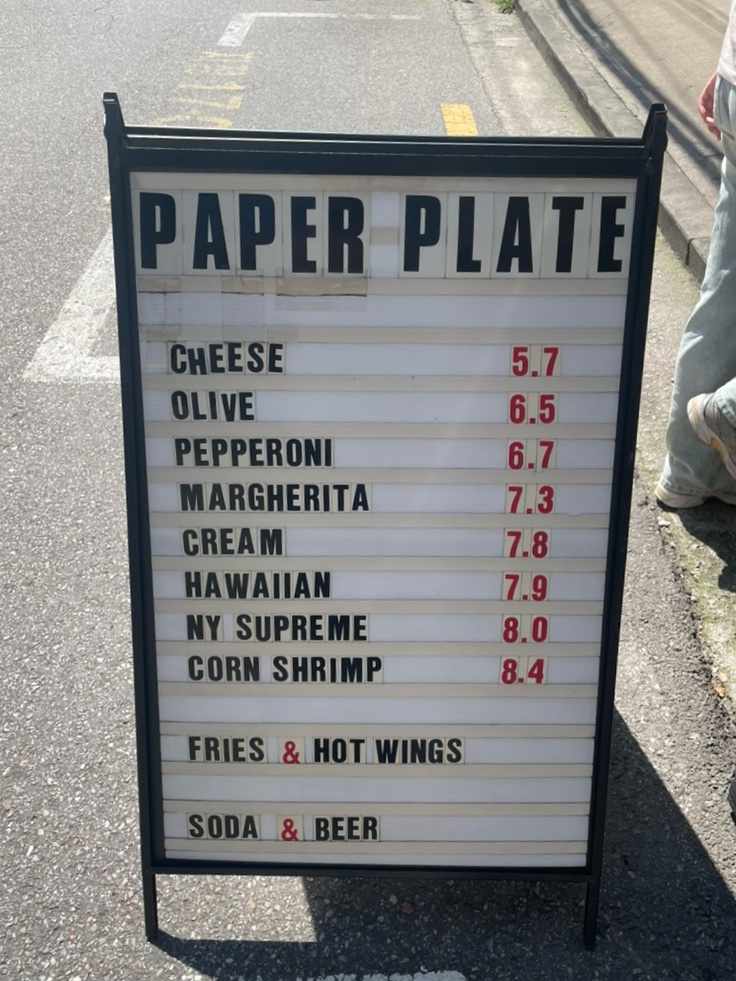 PAPER PLATE
CHEESE 5.7
OLIVE 6.5
PEPPERONI 6.7
MARGHERITA 7.3
CREAM 7.8
HAWAIIAN 7.9
NY SUPREME 8.0
CORN SHRIMP 8.4
FRIES & HOT WINGS
SODA & BEER